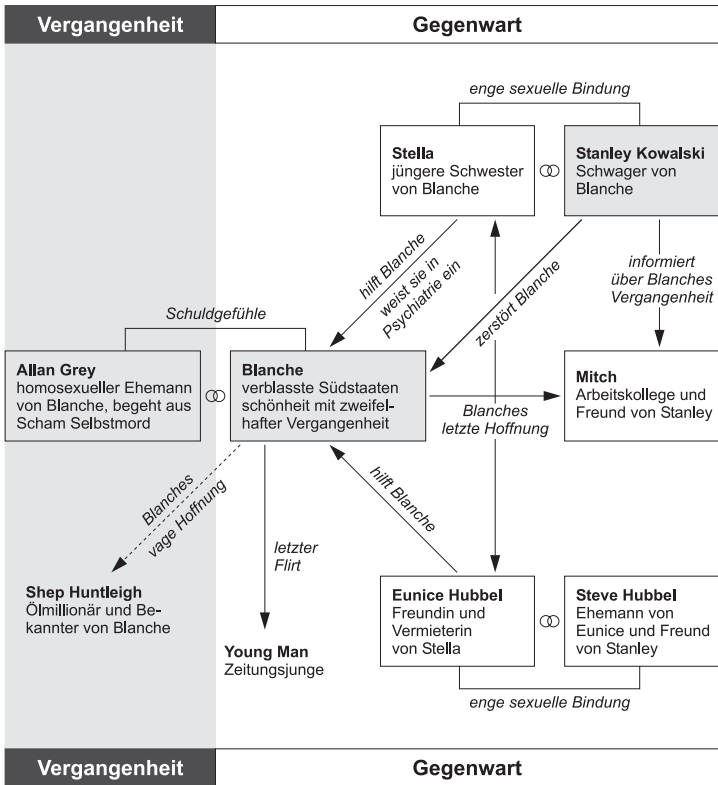 Vergangenheit
Gegenwart
enge sexuelle Bindung
Stella
jüngere Schwester
von Blanche
Stanley Kowalski
Schwager von
Blanche
hilft Blanche
weist sie in
Psychiatrie ein
zerstört Blanche
informiert
über Blanches
Vergangenheit
Schuldgefühle
Allan Grey
homosexueller Ehemann
von Blanche, begeht aus
Scham Selbstmord
Blanche
verblasste Südstaaten
schönheit mit zweifel-
hafter Vergangenheit
Blanches
letzte Hoffnung
Mitch
Arbeitskollege und
Freund von Stanley
Blanches
vage Hoffnung
letzter
Flirt
hilft Blanche
Shep Huntleigh
Ölmillionär und Be-
kannter von Blanche
Young Man
Zeitungsjunge
Eunice Hubbel
Freundin und
Vermieterin
von Stella
Steve Hubbel
Ehemann von
Eunice und Freund
von Stanley
enge sexuelle Bindung
Vergangenheit
Gegenwart